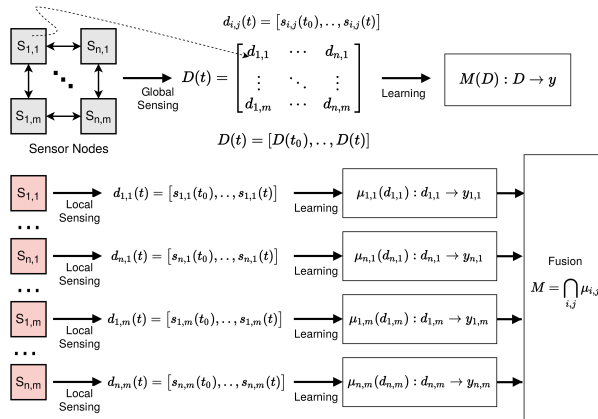 d_{i,j}(t) = [s_{i,j}(t_0), .., s_{i,j}(t)]
S_{1,1} S_{n,1}
S_{1,m} S_{n,m}
Sensor Nodes
Global
Sensing
D(t) =
d_{1,1} ⋯ d_{n,1}
⋮ ⋱ ⋮
d_{1,m} ⋯ d_{n,m}
Learning
M(D) : D → y
D(t) = [D(t_0), .., D(t)]
S_{1,1}
Local
Sensing
d_{1,1}(t) = [s_{1,1}(t_0), .., s_{1,1}(t)]
Learning
μ_{1,1}(d_{1,1}) : d_{1,1} → y_{1,1}
...
S_{n,1}
Local
Sensing
d_{n,1}(t) = [s_{n,1}(t_0), .., s_{n,1}(t)]
Learning
μ_{n,1}(d_{n,1}) : d_{n,1} → y_{n,1}
...
S_{1,m}
Local
Sensing
d_{1,m}(t) = [s_{1,m}(t_0), .., s_{1,m}(t)]
Learning
μ_{1,m}(d_{1,m}) : d_{1,m} → y_{1,m}
...
S_{n,m}
Local
Sensing
d_{n,m}(t) = [s_{n,m}(t_0), .., s_{n,m}(t)]
Learning
μ_{n,m}(d_{n,m}) : d_{n,m} → y_{n,m}
Fusion
M = ⋂_{i,j} μ_{i,j}